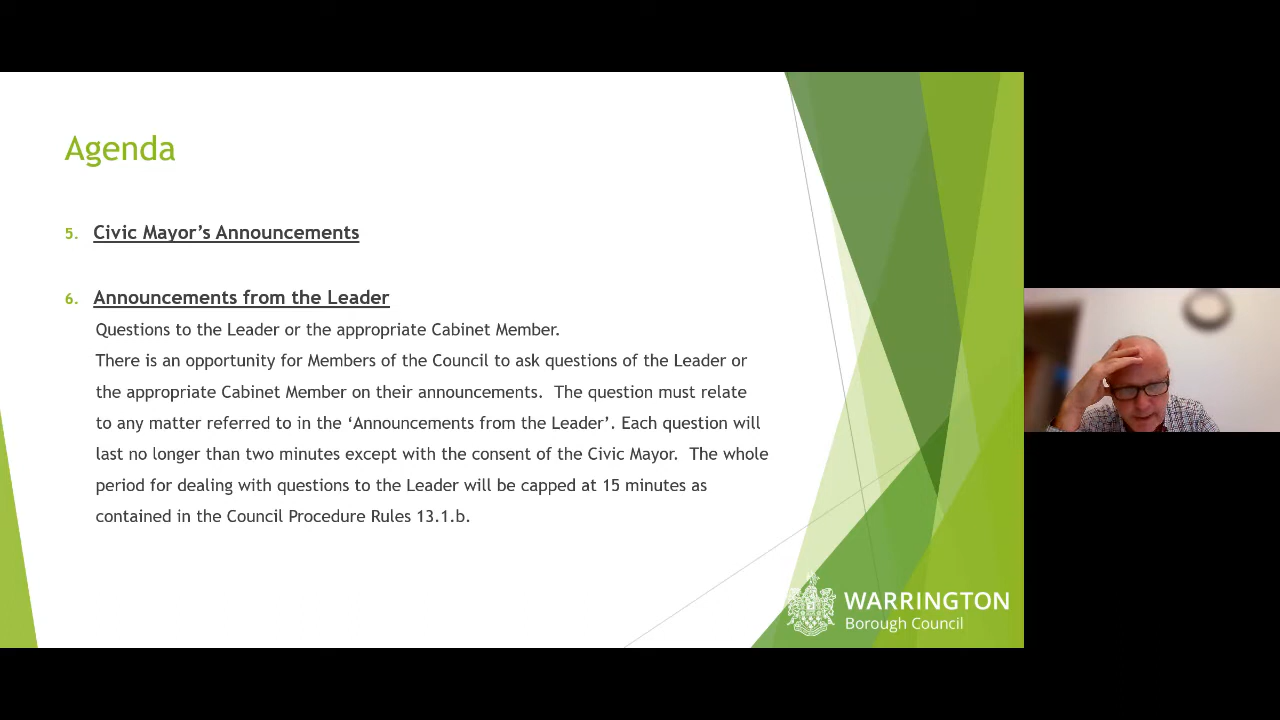 Agenda
5. Civic Mayor’s Announcements
6. Announcements from the Leader
Questions to the Leader or the appropriate Cabinet Member.
There is an opportunity for Members of the Council to ask questions of the Leader or
the appropriate Cabinet Member on their announcements.  The question must relate
to any matter referred to in the ‘Announcements from the Leader’. Each question will
last no longer than two minutes except with the consent of the Civic Mayor.  The whole
period for dealing with questions to the Leader will be capped at 15 minutes as
contained in the Council Procedure Rules 13.1.b.
WARRINGTON
Borough Council